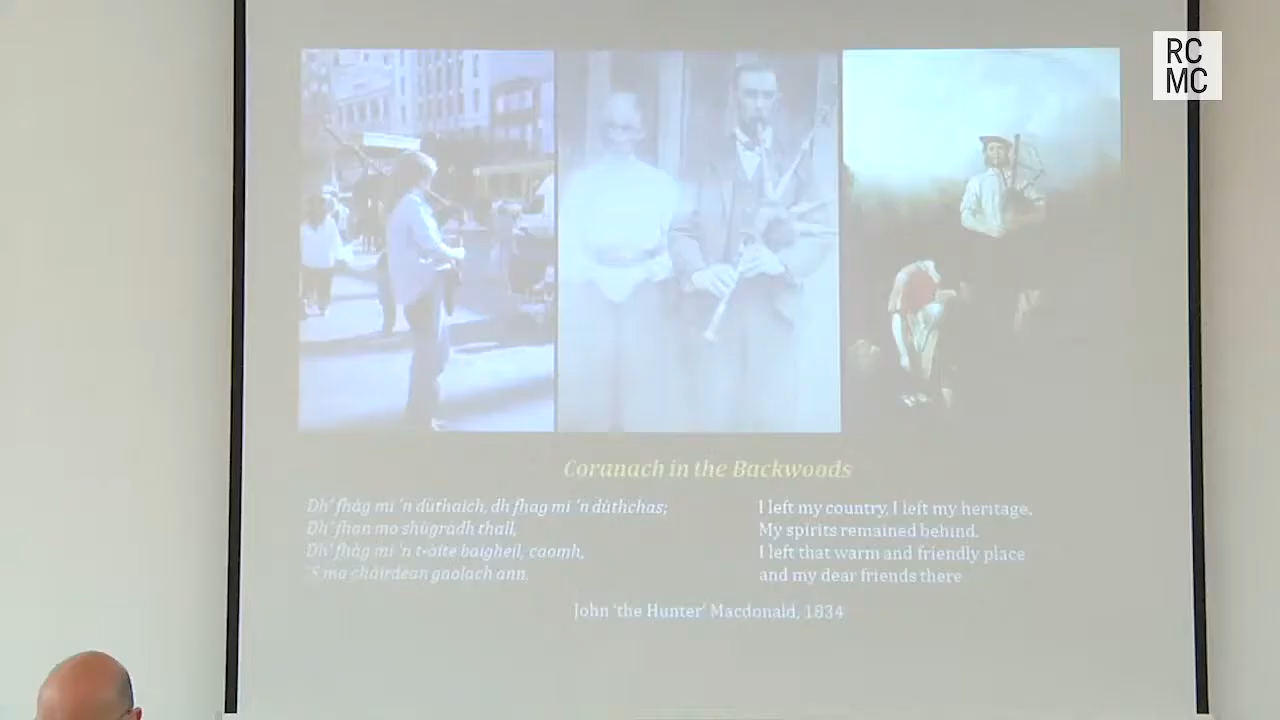 RC
MC
Coranach in the Backwoods
Dh' fhàg mi 'n dùthaich, dh fhag mi 'n dùthchas;
Dh' fhan mo shùgradh thall,
Dh' fhàg mi 'n t-àite baigheil, caomh,
'S mo chàirdean gnolach ann.
I left my country, I left my heritage,
My spirits remained behind.
I left that warm and friendly place
and my dear friends there
John 'the Hunter' Macdonald, 1834